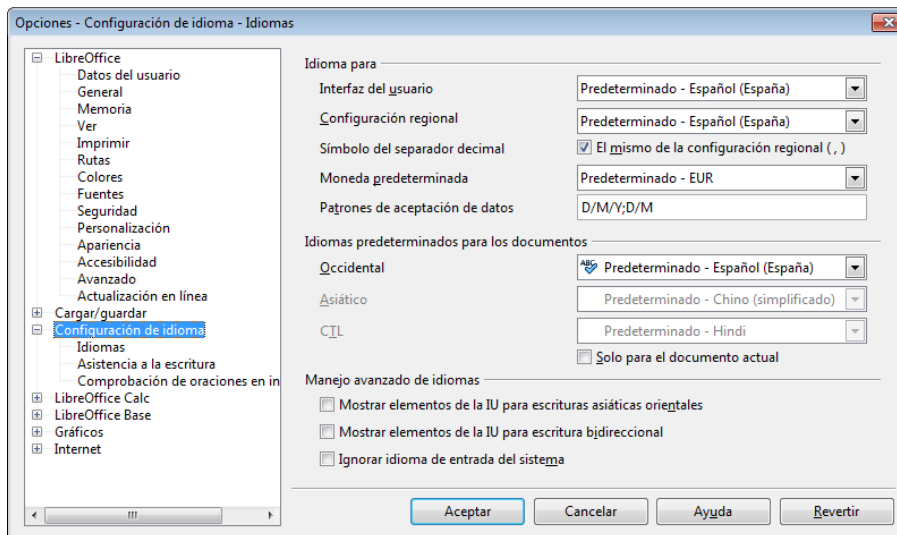 Opciones - Configuración de idioma - Idiomas
LibreOffice
Datos del usuario
General
Memoria
Ver
Imprimir
Rutas
Colores
Fuentes
Seguridad
Personalización
Apariencia
Accesibilidad
Avanzado
Actualización en línea
Cargar/guardar
Configuración de idioma
Idiomas
Asistencia a la escritura
Comprobación de oraciones en in
LibreOffice Calc
LibreOffice Base
Gráficos
Internet
Idioma para
Interfaz del usuario Predeterminado - Español (España)
Configuración regional Predeterminado - Español (España)
Símbolo del separador decimal El mismo de la configuración regional ( , )
Moneda predeterminada Predeterminado - EUR
Patrones de aceptación de datos D/M/Y;D/M
Idiomas predeterminados para los documentos
Occidental ABC Predeterminado - Español (España)
Asiático Predeterminado - Chino (simplificado)
CTL Predeterminado - Hindi
Solo para el documento actual
Manejo avanzado de idiomas
Mostrar elementos de la IU para escrituras asiáticas orientales
Mostrar elementos de la IU para escritura bidireccional
Ignorar idioma de entrada del sistema
Aceptar Cancelar Ayuda Revertir